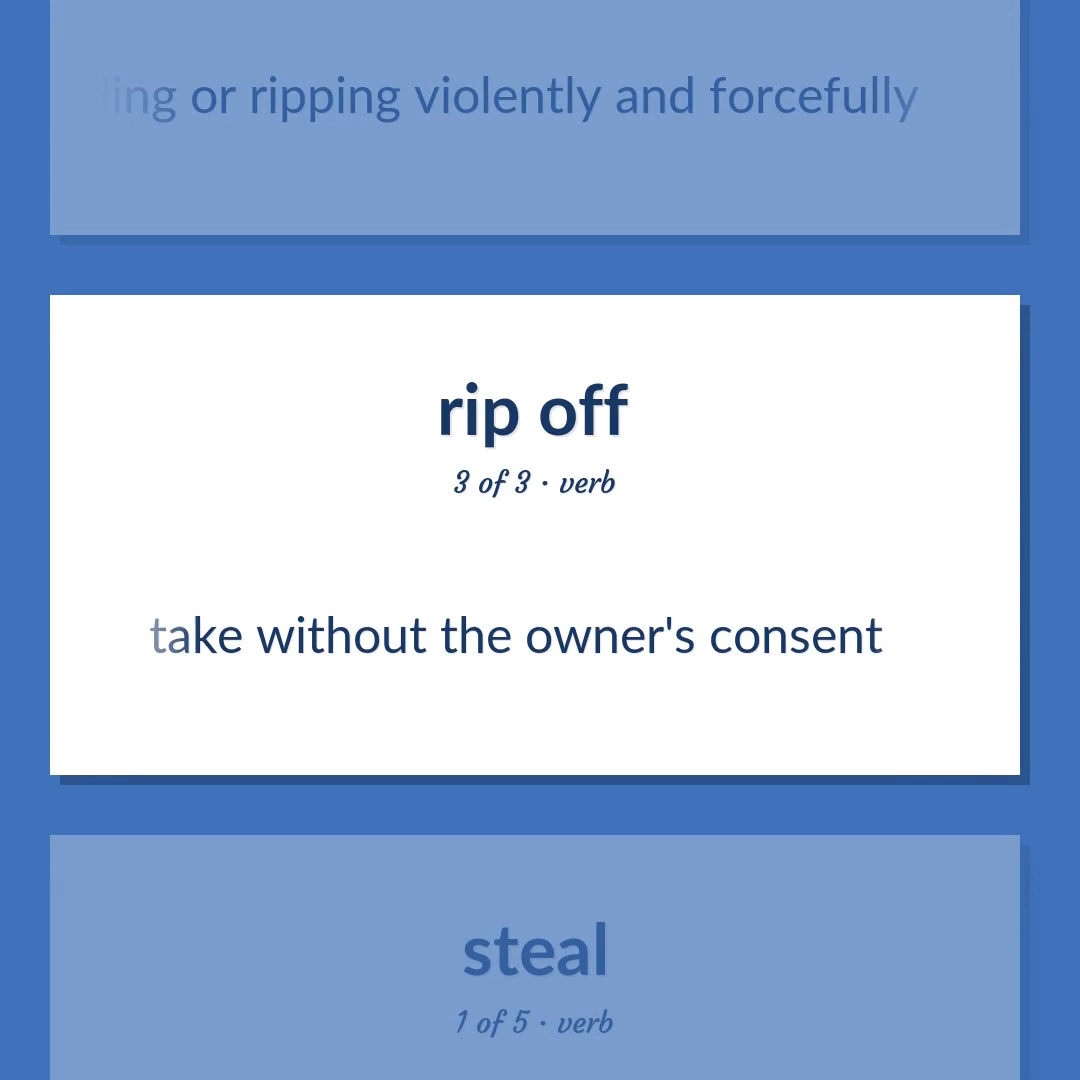 or ripping violently and forcefully
rip off
3 of 3 · verb
take without the owner's consent
steal
1 of 5 · verb